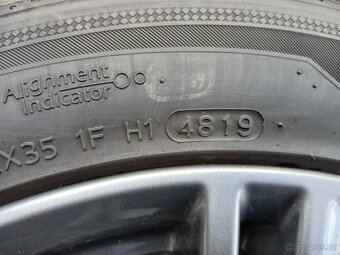 Alignment
Indicator
X35 1F H1 4819